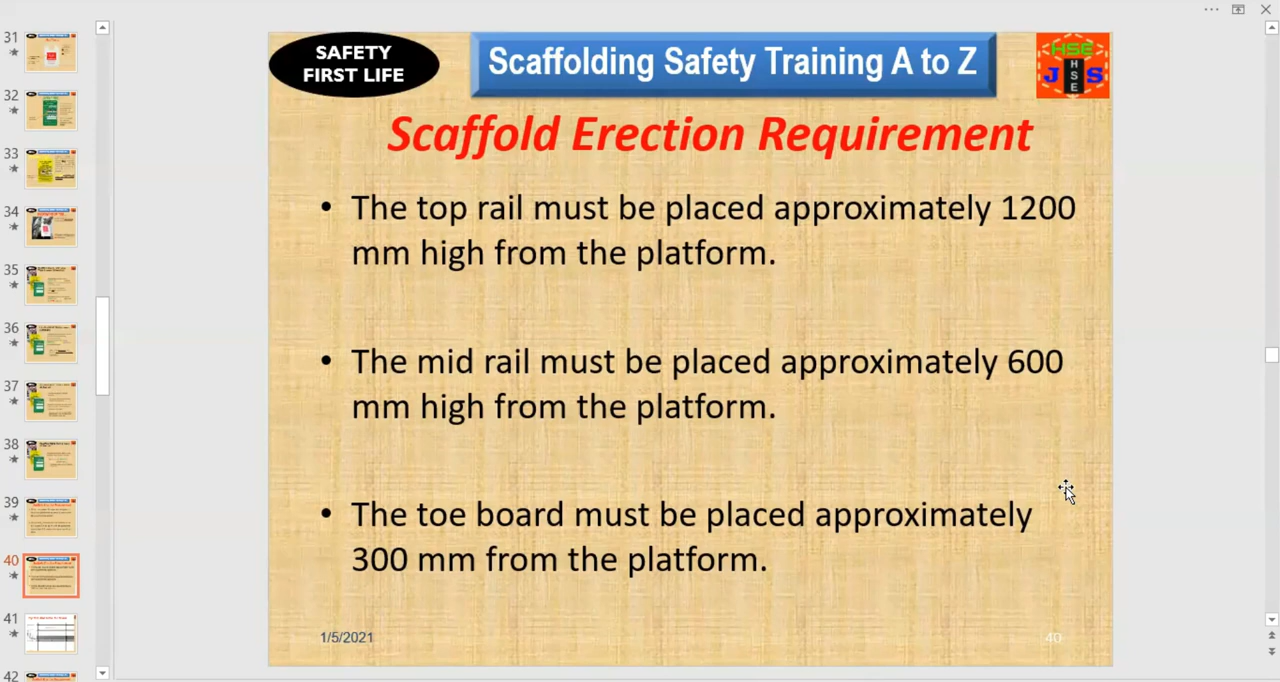 31
32
33
34
35
36
37
38
39
40
41
42
SAFETY
FIRST LIFE
Scaffolding Safety Training A to Z
HSE
J S
H
S
E
Scaffold Erection Requirement
• The top rail must be placed approximately 1200
mm high from the platform.
• The mid rail must be placed approximately 600
mm high from the platform.
• The toe board must be placed approximately
300 mm from the platform.
1/5/2021
40